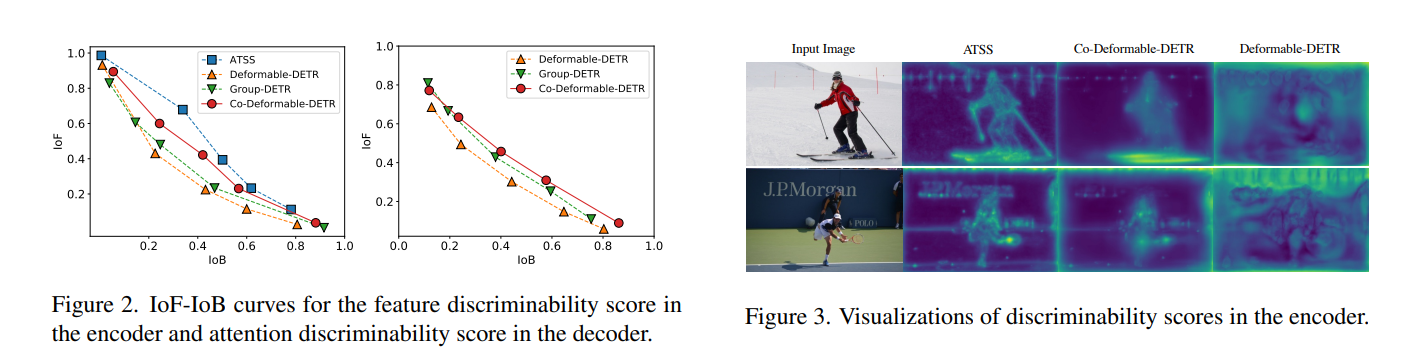 1.0
0.8
0.6
0.4
0.2
IoF
0.2 0.4 0.6 0.8 1.0
IoB
ATSS
Deformable-DETR
Group-DETR
Co-Deformable-DETR
1.0
0.8
0.6
0.4
0.2
IoF
0.0 0.2 0.4 0.6 0.8 1.0
IoB
Deformable-DETR
Group-DETR
Co-Deformable-DETR
Figure 2. IoF-IoB curves for the feature discriminability score in
the encoder and attention discriminability score in the decoder.
Input Image ATSS Co-Deformable-DETR Deformable-DETR
J.P.Morgan
POLO
J.P.Morgan
Figure 3. Visualizations of discriminability scores in the encoder.